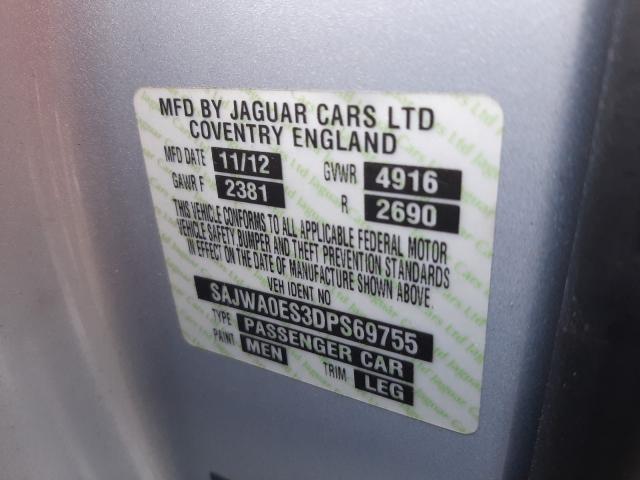 MFD BY JAGUAR CARS LTD
COVENTRY ENGLAND
MFD DATE 11/12 GVWR 4916
GAWR F 2381 R 2690
THIS VEHICLE CONFORMS TO ALL APPLICABLE FEDERAL MOTOR
VEHICLE SAFETY BUMPER AND THEFT PREVENTION STANDARDS
IN EFFECT ON THE DATE OF MANUFACTURE SHOWN ABOVE
VEH IDENT NO
SAJWA0ES3DPS69755
TYPE PASSENGER CAR
PAINT MEN TRIM LEG